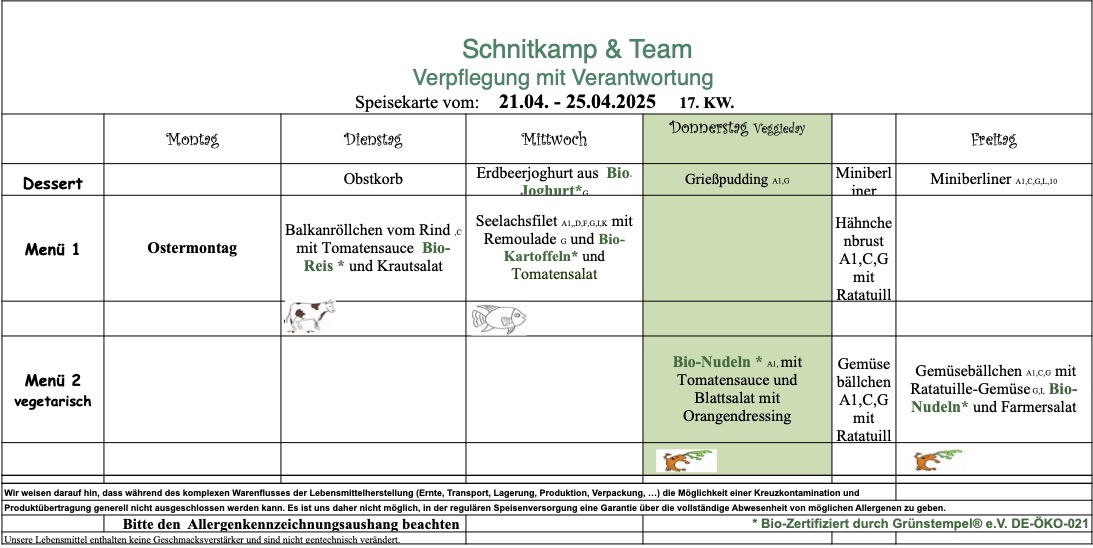 Schnitkamp & Team
Verpflegung mit Verantwortung
Speisekarte vom: 21.04. - 25.04.2025 17. KW.
Montag
Dienstag
Mittwoch
Donnerstag Veggieday
Freitag
Dessert
Obstkorb
Erdbeerjoghurt aus Bio-
Joghurt*G
Grießpudding A1,G
Miniberl
iner
Miniberliner A1,C,G,L,10
Menü 1
Ostermontag
Balkanröllchen vom Rind ,C
mit Tomatensauce Bio-
Reis * und Krautsalat
Seelachsfilet A1,,D,F,G,I,K mit
Remoulade G und Bio-
Kartoffeln* und
Tomatensalat
Hähnche
nbrust
A1,C,G
mit
Ratatuill
Menü 2
vegetarisch
Bio-Nudeln * A1, mit
Tomatensauce und
Blattsalat mit
Orangendressing
Gemüse
bällchen
A1,C,G
mit
Ratatuill
Gemüsebällchen A1,C,G mit
Ratatuille-Gemüse G,I, Bio-
Nudeln* und Farmersalat
Wir weisen darauf hin, dass während des komplexen Warenflusses der Lebensmittelherstellung (Ernte, Transport, Lagerung, Produktion, Verpackung, …) die Möglichkeit einer Kreuzkontamination und
Produktübertragung generell nicht ausgeschlossen werden kann. Es ist uns daher nicht möglich, in der regulären Speisenversorgung eine Garantie über die vollständige Abwesenheit von möglichen Allergenen zu geben.
Bitte den Allergenkennzeichnungsaushang beachten
* Bio-Zertifiziert durch Grünstempel® e.V. DE-ÖKO-021
Unsere Lebensmittel enthalten keine Geschmacksverstärker und sind nicht gentechnisch verändert.